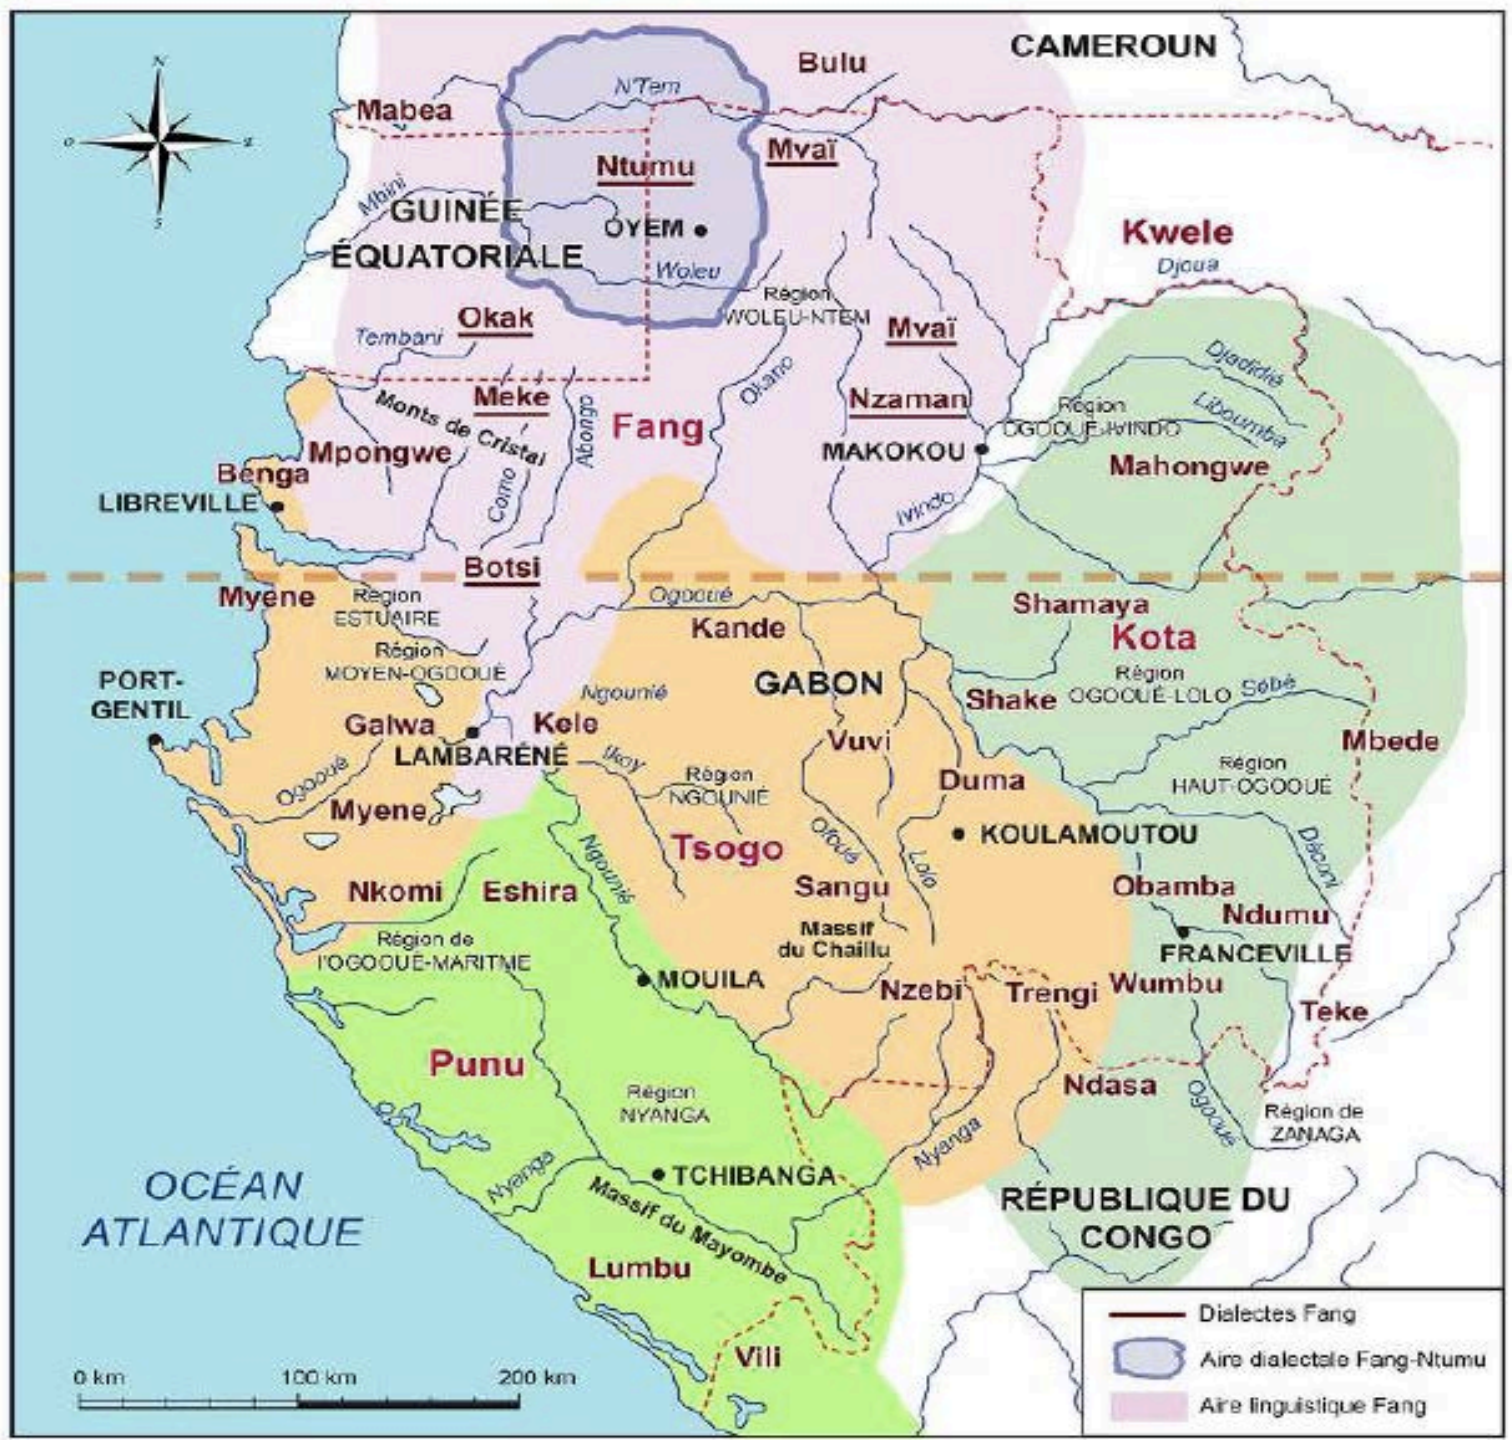 N
O
E
S
CAMEROUN
Bulu
N'Tem
Mabea
Mvaï
Ntumu
Mbini
GUINÉE
ÉQUATORIALE
OYEM
Woleu
Kwele
Djoua
Région
WOLEU-NTEM
Okak
Tembani
Mvaï
Djadidié
Liboumba
Okano
Meke
Monts de Cristal
Abongo
Fang
Nzaman
Région
OGOOUÉ-IVINDO
MAKOKOU
Mahongwe
Mpongwe
Benga
LIBREVILLE
Como
Ivindo
Botsi
Myene
Région
ESTUAIRE
Ogooué
Kande
Shamaya
Kota
Région
MOYEN-OGOOUÉ
PORT-
GENTIL
Ngounié
GABON
Shake
Région
OGOOUÉ-LOLO
Sébé
Galwa
Kele
LAMBARÉNÉ
Vuvi
Mbede
Ogooué
Ikoy
Région
NGOUNIÉ
Duma
Région
HAUT-OGOOUÉ
Myene
Tsogo
Ofoué
Lolo
KOULAMOUTOU
Nkomi
Eshira
Ngounié
Sangu
Obamba
Ndumu
Massif
du Chaillu
FRANCEVILLE
Région de
l'OGOOUÉ-MARITME
MOUILA
Nzebi
Trengi
Wumbu
Teke
Punu
Région
NYANGA
Ndasa
Ogooué
Région de
ZANAGA
Nyanga
Nyanga
TCHIBANGA
Massif du Mayombe
OCÉAN
ATLANTIQUE
RÉPUBLIQUE DU
CONGO
Lumbu
Vili
0 km 100 km 200 km
Dialectes Fang
Aire dialectale Fang-Ntumu
Aire linguistique Fang